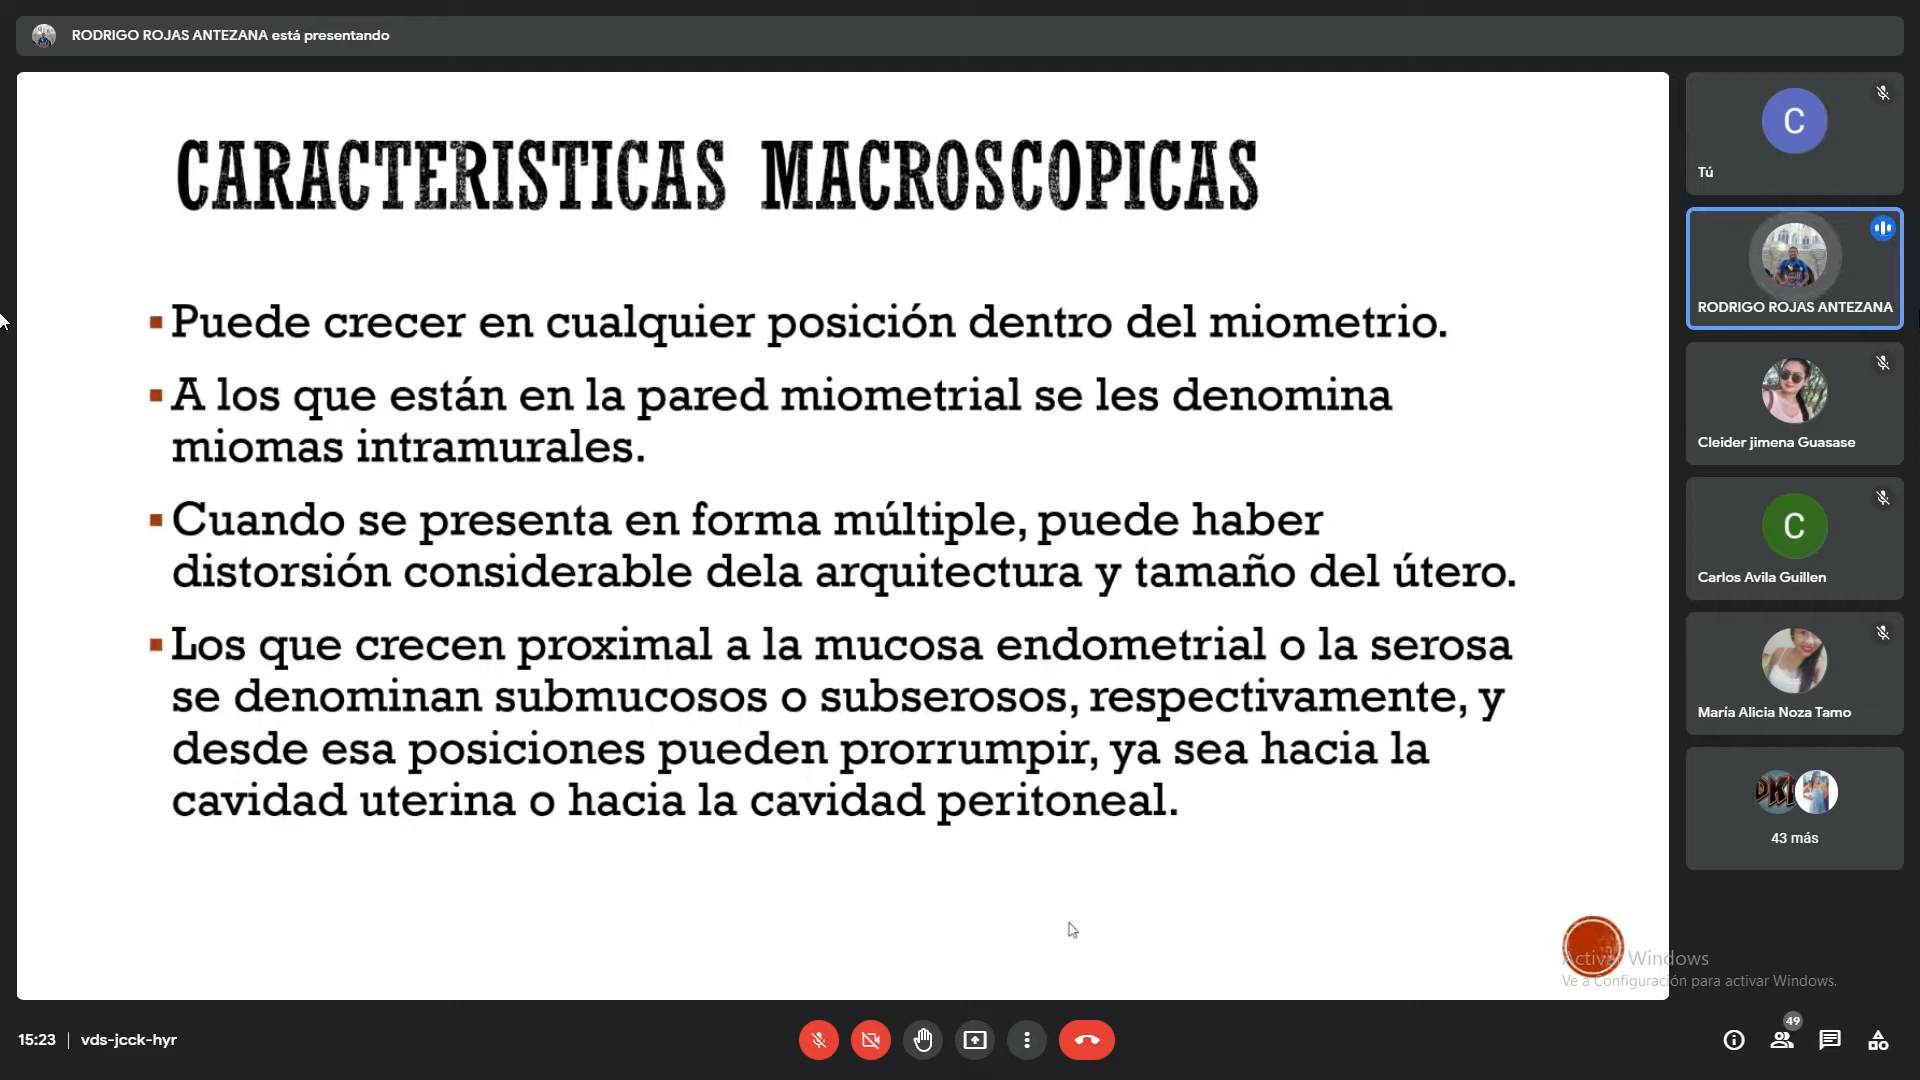 RODRIGO ROJAS ANTEZANA está presentando
CARACTERISTICAS MACROSCOPICAS
Puede crecer en cualquier posición dentro del miometrio.
A los que están en la pared miometrial se les denomina
miomas intramurales.
Cuando se presenta en forma múltiple, puede haber
distorsión considerable dela arquitectura y tamaño del útero.
Los que crecen proximal a la mucosa endometrial o la serosa
se denominan submucosos o subserosos, respectivamente, y
desde esa posiciones pueden prorrumpir, ya sea hacia la
cavidad uterina o hacia la cavidad peritoneal.
C
Tú
RODRIGO ROJAS ANTEZANA
Cleider jimena Guasase
C
Carlos Avila Guillen
María Alicia Noza Tamo
DKI
43 más
Activar Windows
Ve a Configuración para activar Windows.
15:23 | vds-jcck-hyr
49